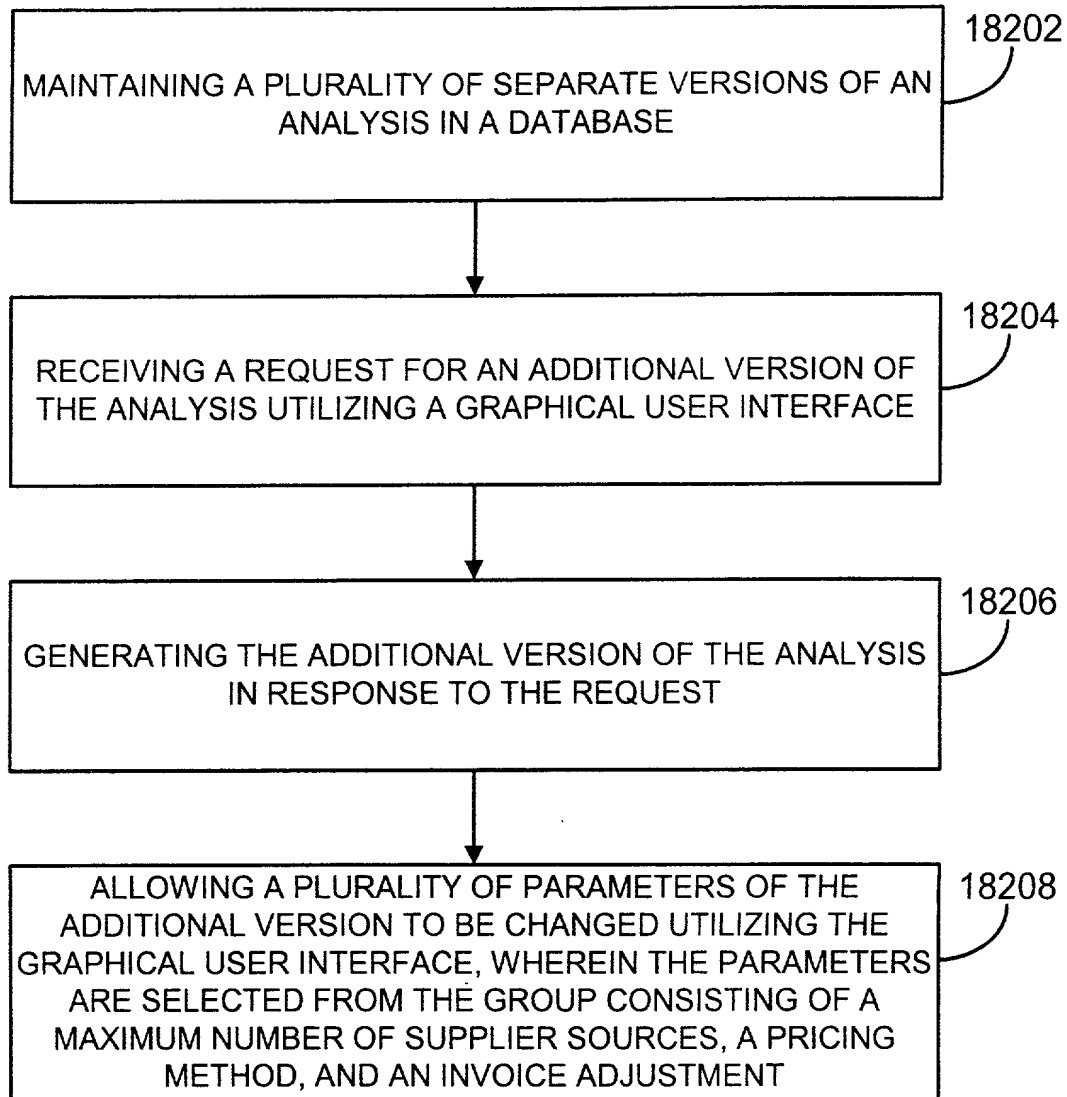 18202
MAINTAINING A PLURALITY OF SEPARATE VERSIONS OF AN
ANALYSIS IN A DATABASE
18204
RECEIVING A REQUEST FOR AN ADDITIONAL VERSION OF
THE ANALYSIS UTILIZING A GRAPHICAL USER INTERFACE
18206
GENERATING THE ADDITIONAL VERSION OF THE ANALYSIS
IN RESPONSE TO THE REQUEST
18208
ALLOWING A PLURALITY OF PARAMETERS OF THE
ADDITIONAL VERSION TO BE CHANGED UTILIZING THE
GRAPHICAL USER INTERFACE, WHEREIN THE PARAMETERS
ARE SELECTED FROM THE GROUP CONSISTING OF A
MAXIMUM NUMBER OF SUPPLIER SOURCES, A PRICING
METHOD, AND AN INVOICE ADJUSTMENT